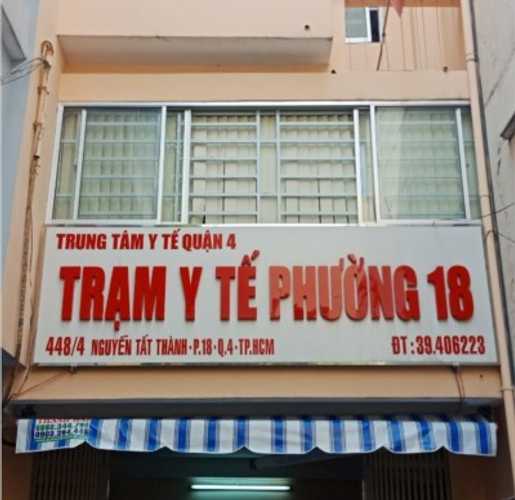 TRUNG TÂM Y TẾ QUẬN 4
TRẠM Y TẾ PHƯỜNG 18
448/4 NGUYỄN TẤT THÀNH·P.18·Q.4·TP.HCM ĐT:39.406223